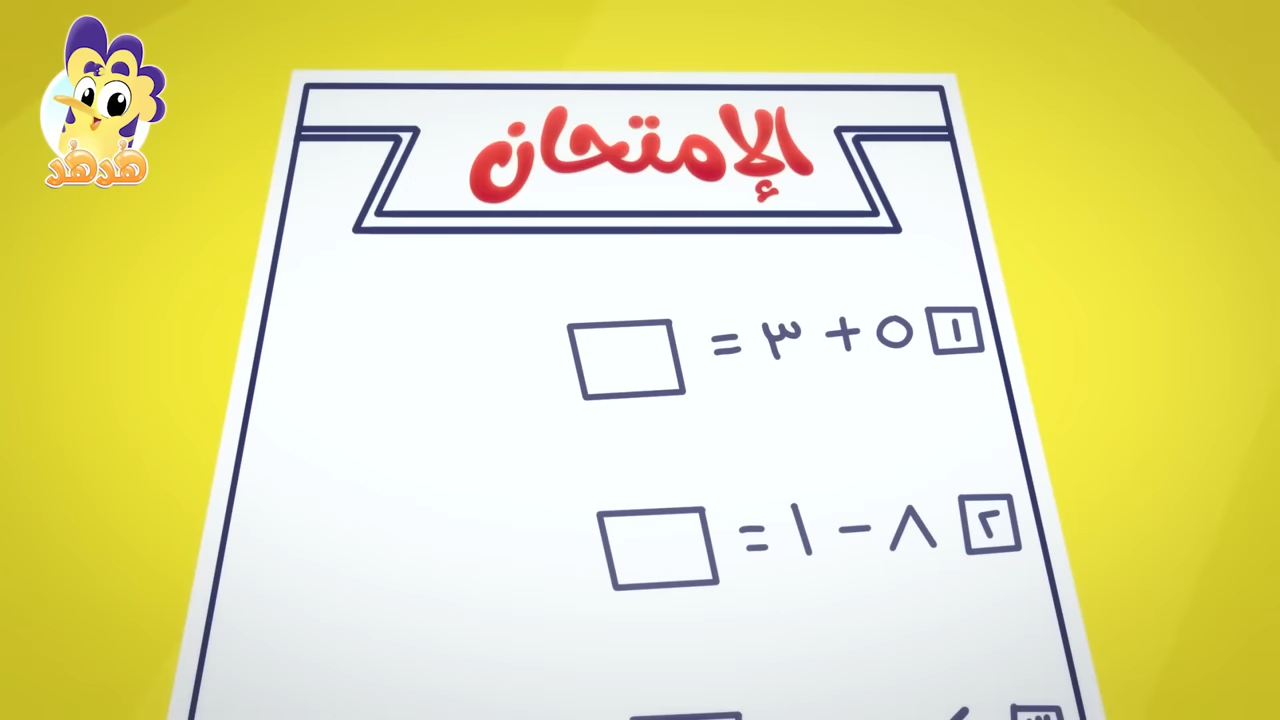 هدهد
الإمتحان
١ ٥ + ٣ =
٢ ٨ - ١ =